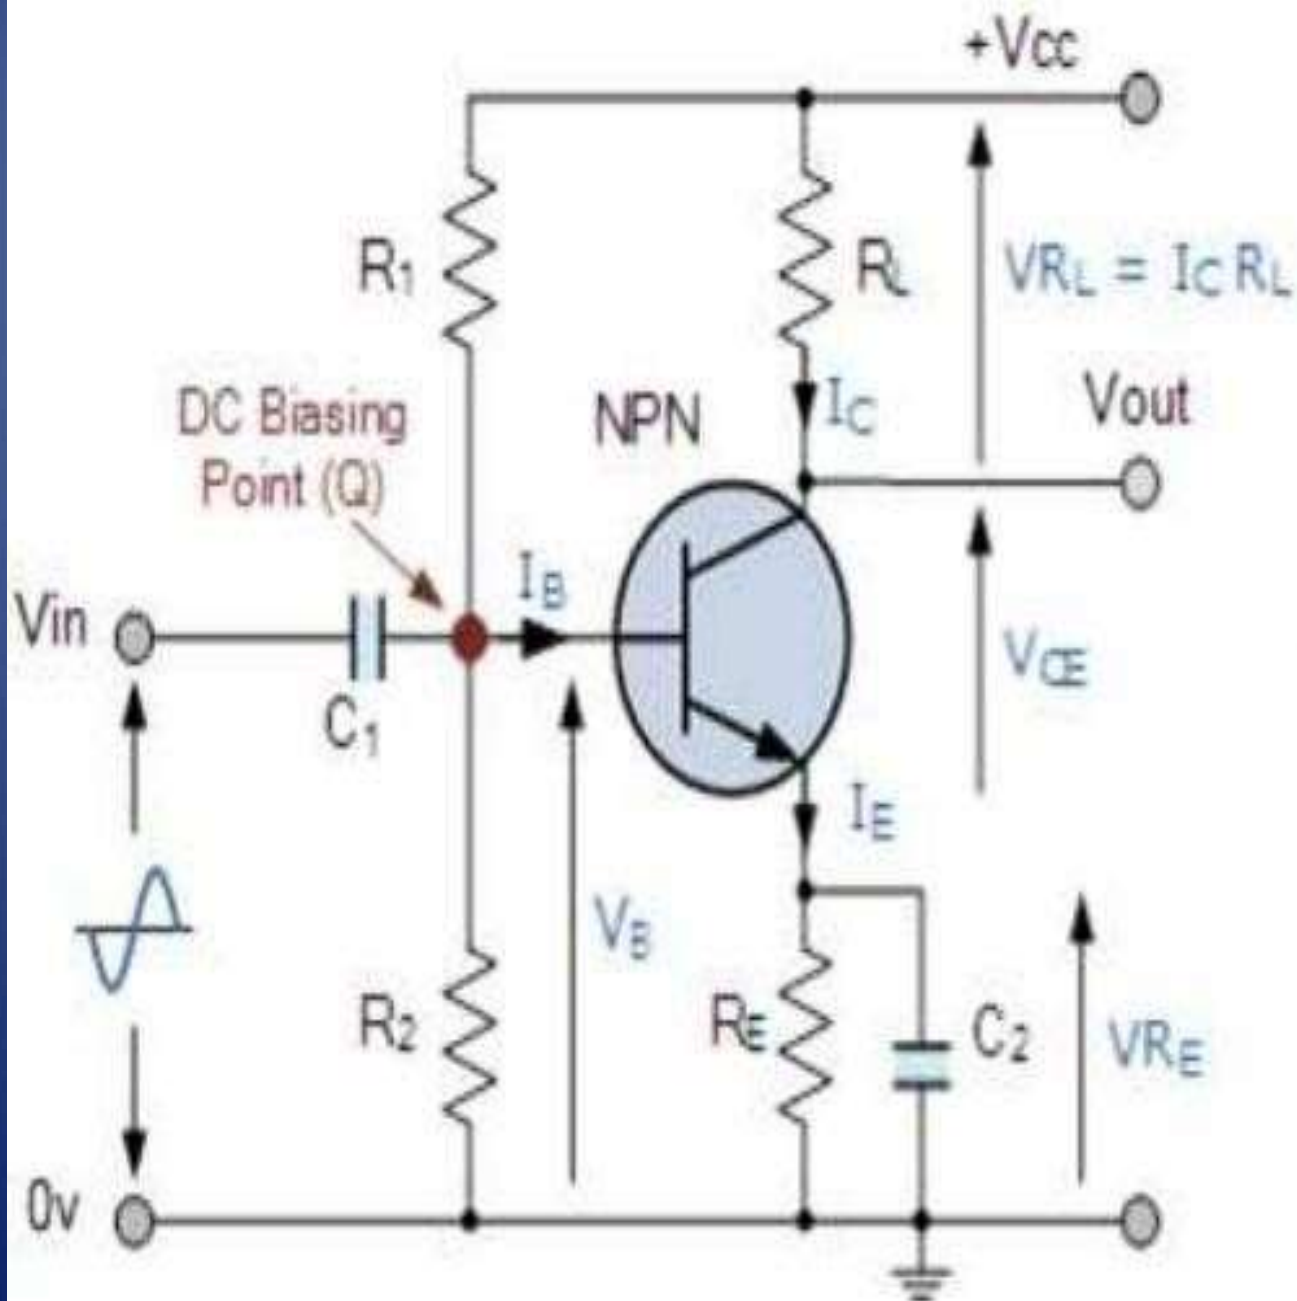 +Vcc
R1
RL
VRL = IC RL
DC Biasing
Point (Q)
NPN
IC
Vout
Vin
IB
C1
VCE
IE
VB
R2
RE
C2
VRE
0v